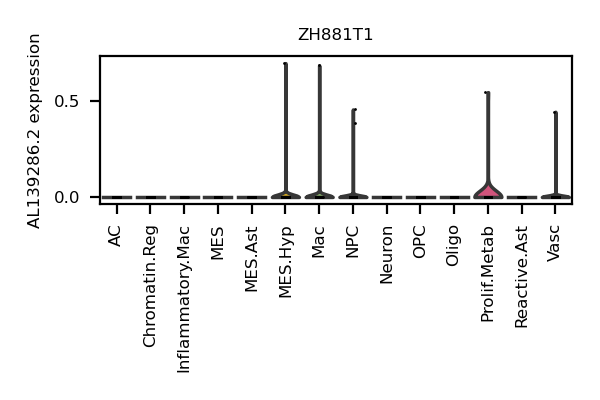 ZH881T1
AL139286.2 expression
0.5
0.0
AC
Chromatin.Reg
Inflammatory.Mac
MES
MES.Ast
MES.Hyp
Mac
NPC
Neuron
OPC
Oligo
Prolif.Metab
Reactive.Ast
Vasc